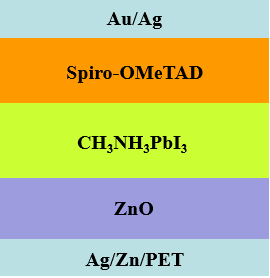 Au/Ag
Spiro-OMeTAD
CH₃NH₃PbI₃
ZnO
Ag/Zn/PET